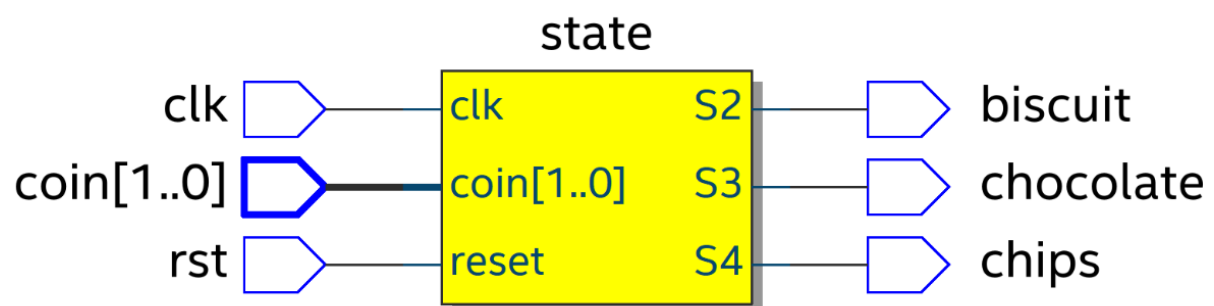 state
clk clk S2 biscuit
coin[1..0] coin[1..0] S3 chocolate
rst reset S4 chips